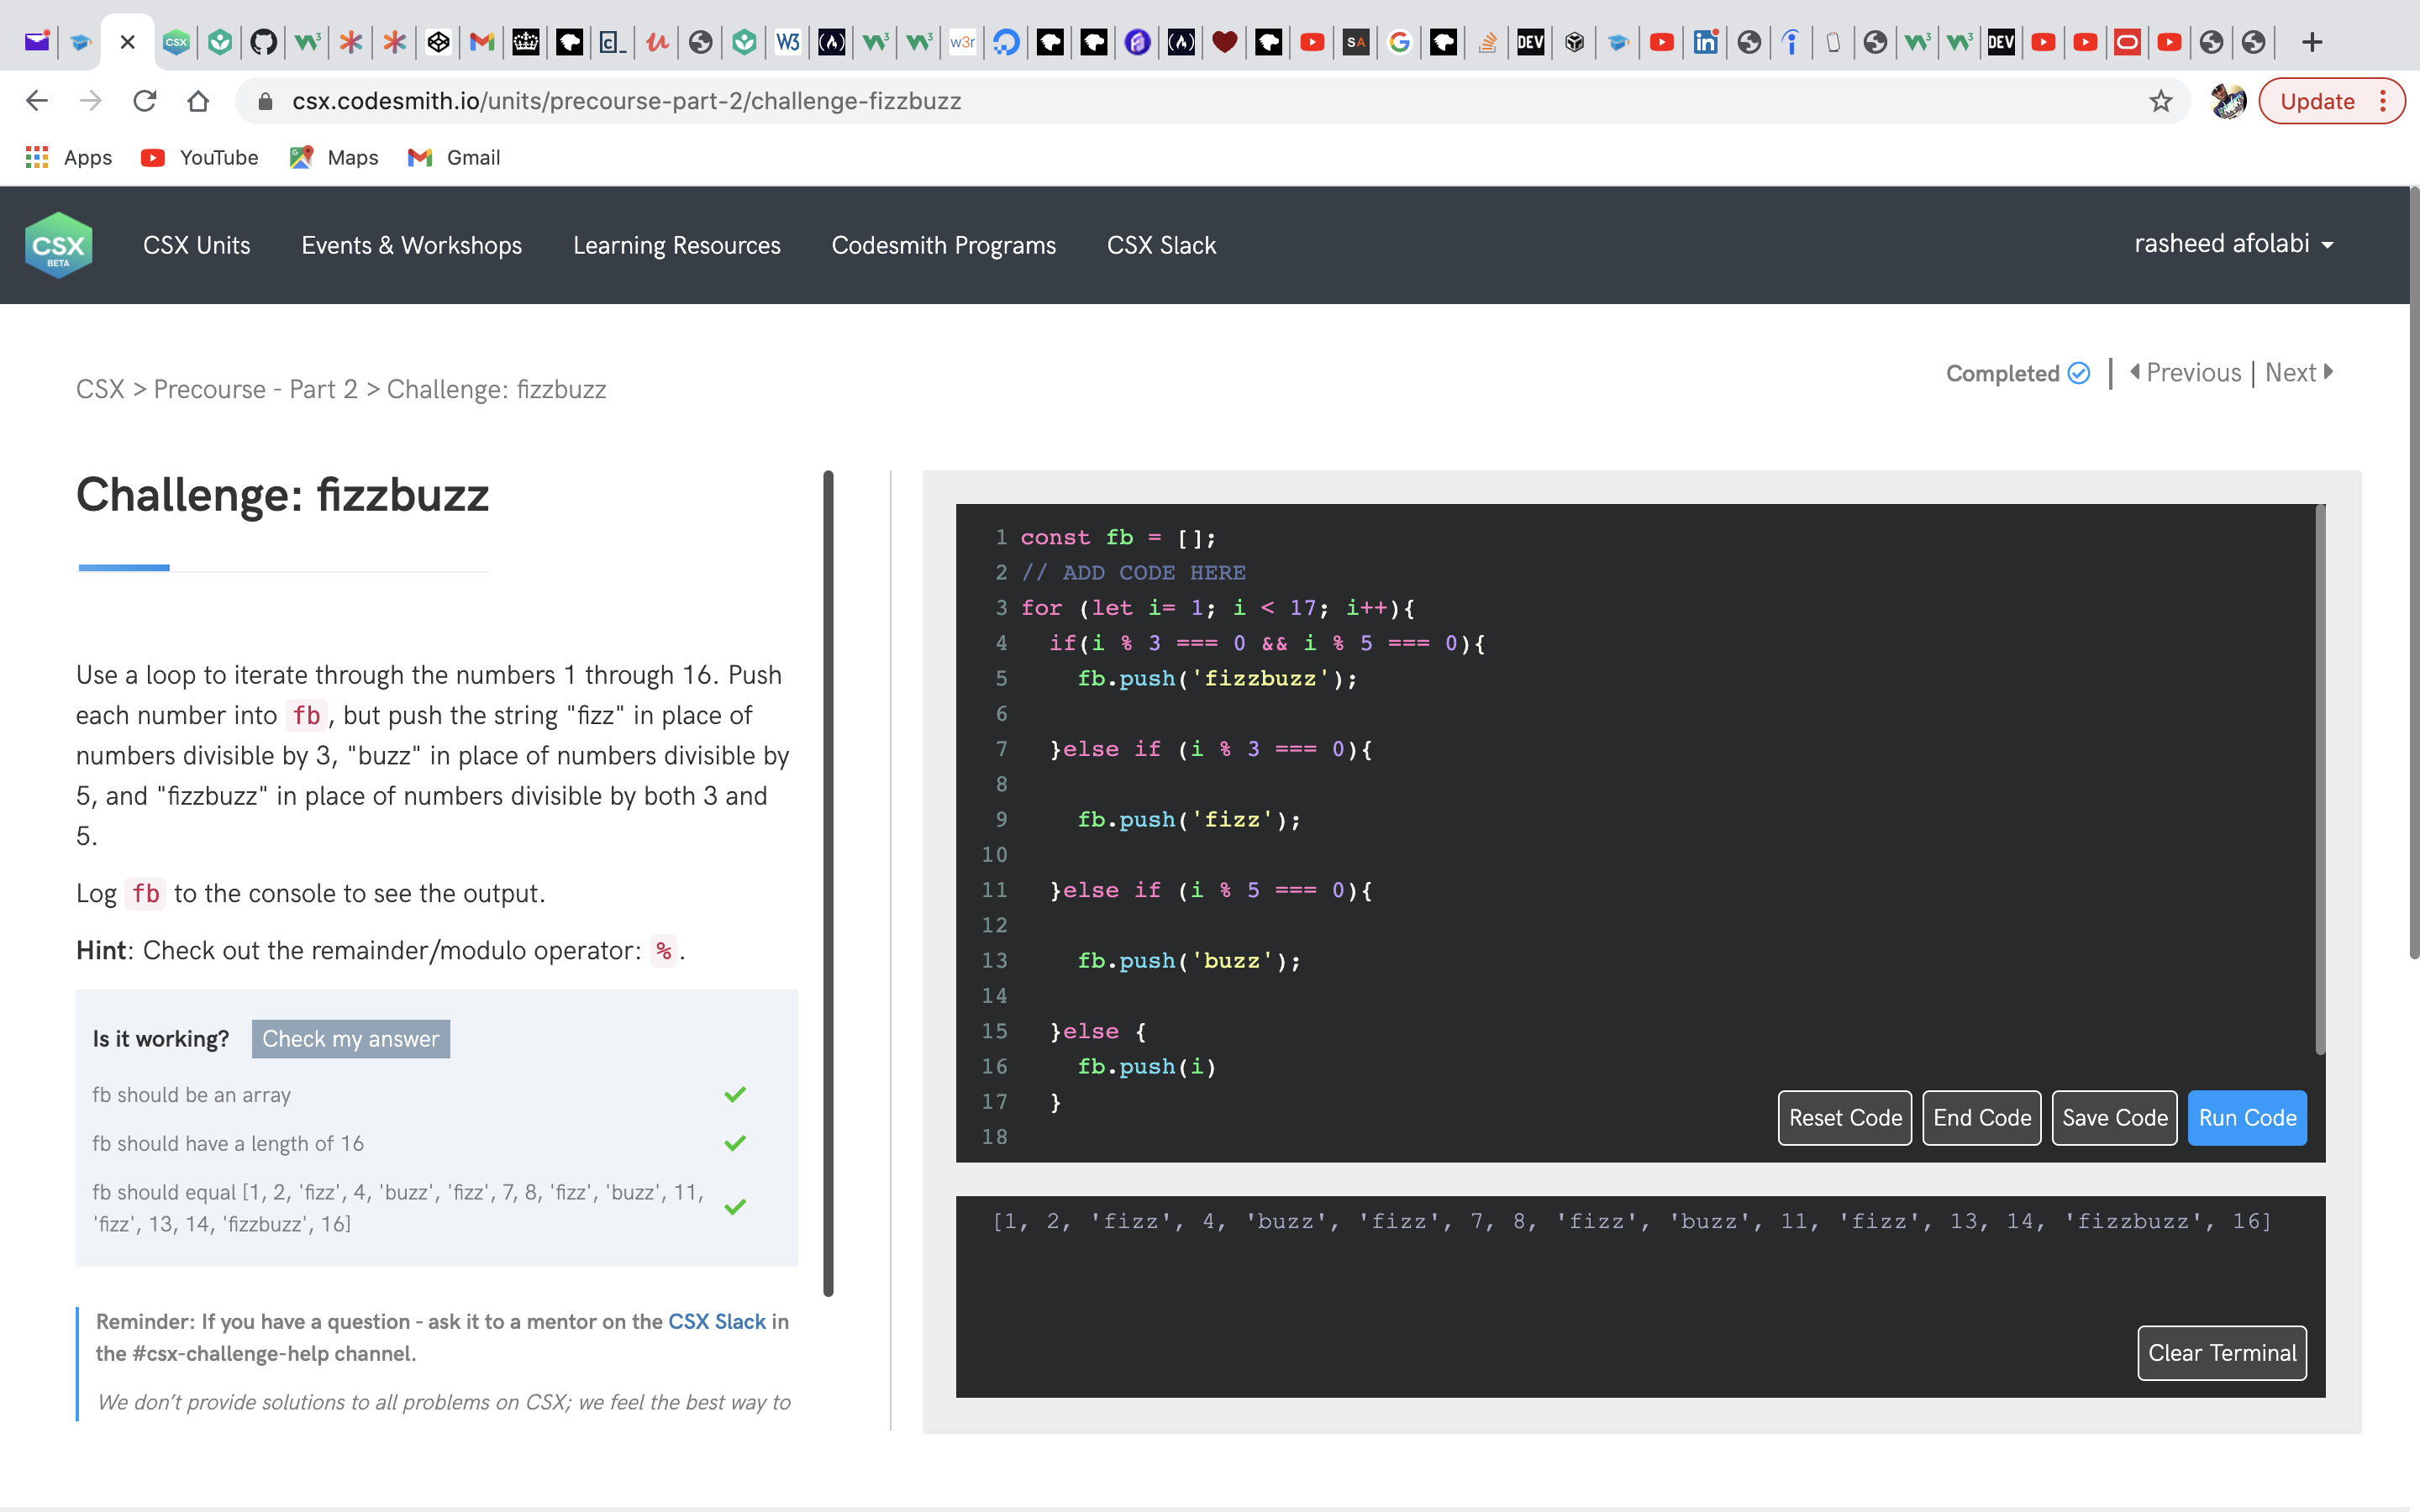 csx.codesmith.io/units/precourse-part-2/challenge-fizzbuzz
Update
Apps YouTube Maps Gmail
CSX BETA
CSX Units Events & Workshops Learning Resources Codesmith Programs CSX Slack
rasheed afolabi
CSX > Precourse - Part 2 > Challenge: fizzbuzz
Completed | Previous | Next
Challenge: fizzbuzz
Use a loop to iterate through the numbers 1 through 16. Push
each number into fb, but push the string "fizz" in place of
numbers divisible by 3, "buzz" in place of numbers divisible by
5, and "fizzbuzz" in place of numbers divisible by both 3 and
5.
Log fb to the console to see the output.
Hint: Check out the remainder/modulo operator: %.
Is it working? Check my answer
fb should be an array
fb should have a length of 16
fb should equal [1, 2, 'fizz', 4, 'buzz', 'fizz', 7, 8, 'fizz', 'buzz', 11,
'fizz', 13, 14, 'fizzbuzz', 16]
Reminder: If you have a question - ask it to a mentor on the CSX Slack in
the #csx-challenge-help channel.
We don't provide solutions to all problems on CSX; we feel the best way to
1 const fb = [];
2 // ADD CODE HERE
3 for (let i= 1; i < 17; i++){
4 if(i % 3 === 0 && i % 5 === 0){
5 fb.push('fizzbuzz');
6
7 }else if (i % 3 === 0){
8
9 fb.push('fizz');
10
11 }else if (i % 5 === 0){
12
13 fb.push('buzz');
14
15 }else {
16 fb.push(i)
17 }
18
Reset Code End Code Save Code Run Code
[1, 2, 'fizz', 4, 'buzz', 'fizz', 7, 8, 'fizz', 'buzz', 11, 'fizz', 13, 14, 'fizzbuzz', 16]
Clear Terminal